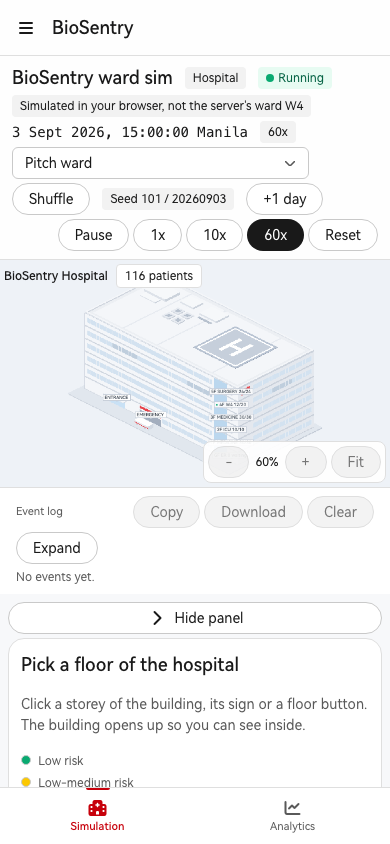 BioSentry
BioSentry ward sim Hospital Running
Simulated in your browser, not the server's ward W4
3 Sept 2026, 15:00:00 Manila 60x
Pitch ward
Shuffle Seed 101 / 20260903 +1 day
Pause 1x 10x 60x Reset
BioSentry Hospital 116 patients
H
ENTRANCE
EMERGENCY
- 60% + Fit
Event log Copy Download Clear
Expand
No events yet.
Hide panel
Pick a floor of the hospital
Click a storey of the building, its sign or a floor button.
The building opens up so you can see inside.
Low risk
Low-medium risk
Simulation Analytics